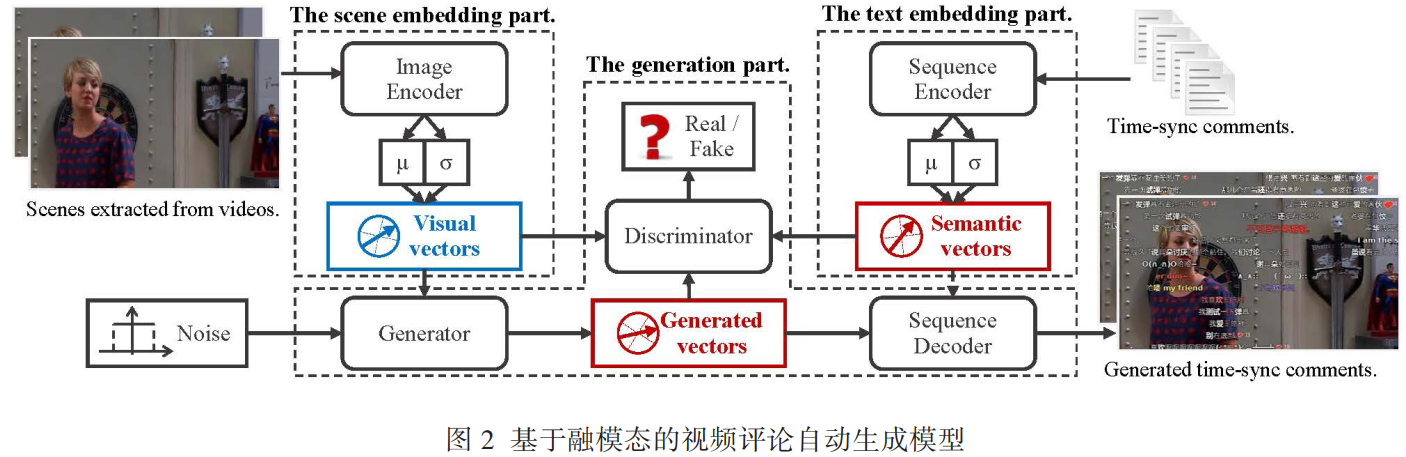 The scene embedding part.
The text embedding part.
The generation part.
Image
Encoder
Sequence
Encoder
Real /
Fake
μ
σ
μ
σ
Time-sync comments.
Scenes extracted from videos.
Visual
vectors
Discriminator
Semantic
vectors
Noise
Generator
Generated
vectors
Sequence
Decoder
my friend
Generated time-sync comments.
图 2 基于融模态的视频评论自动生成模型